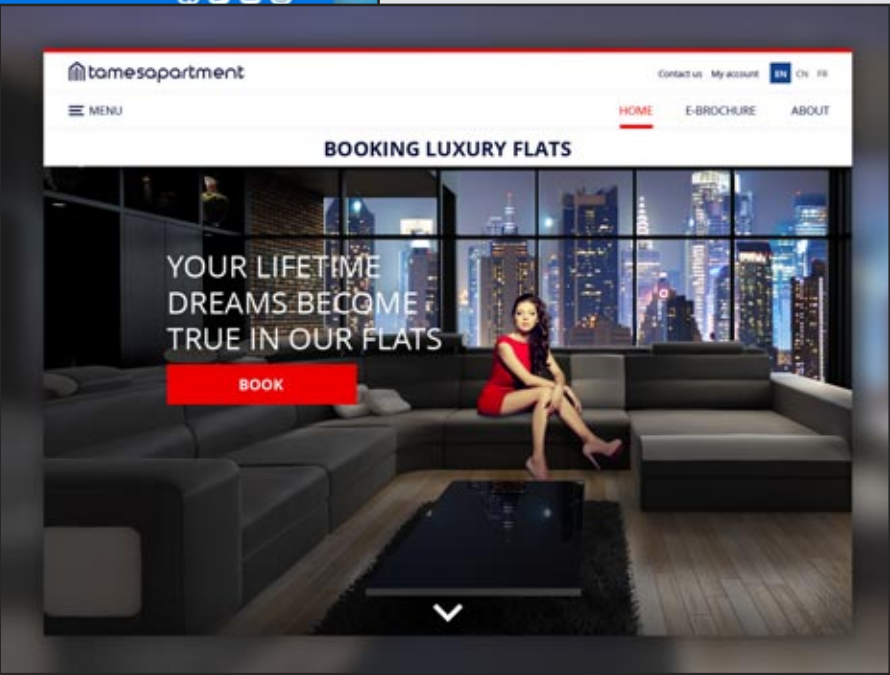 tamesapartment
Contact us My account EN CN FR
MENU
HOME E-BROCHURE ABOUT
BOOKING LUXURY FLATS
YOUR LIFETIME
DREAMS BECOME
TRUE IN OUR FLATS
BOOK